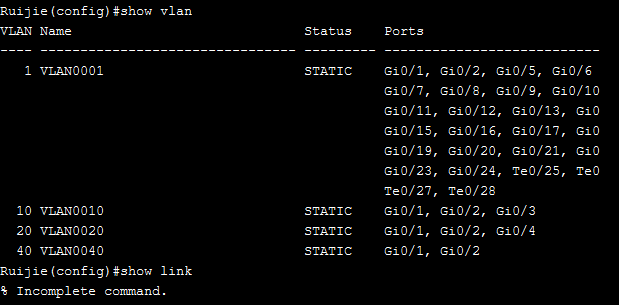 Ruijie(config)#show vlan
VLAN Name                             Status    Ports
---- -------------------------------- --------- ---------------------------
   1 VLAN0001                         STATIC    Gi0/1, Gi0/2, Gi0/5, Gi0/6
                                                Gi0/7, Gi0/8, Gi0/9, Gi0/10
                                                Gi0/11, Gi0/12, Gi0/13, Gi0
                                                Gi0/15, Gi0/16, Gi0/17, Gi0
                                                Gi0/19, Gi0/20, Gi0/21, Gi0
                                                Gi0/23, Gi0/24, Te0/25, Te0
                                                Te0/27, Te0/28
  10 VLAN0010                         STATIC    Gi0/1, Gi0/2, Gi0/3
  20 VLAN0020                         STATIC    Gi0/1, Gi0/2, Gi0/4
  40 VLAN0040                         STATIC    Gi0/1, Gi0/2
Ruijie(config)#show link
% Incomplete command.